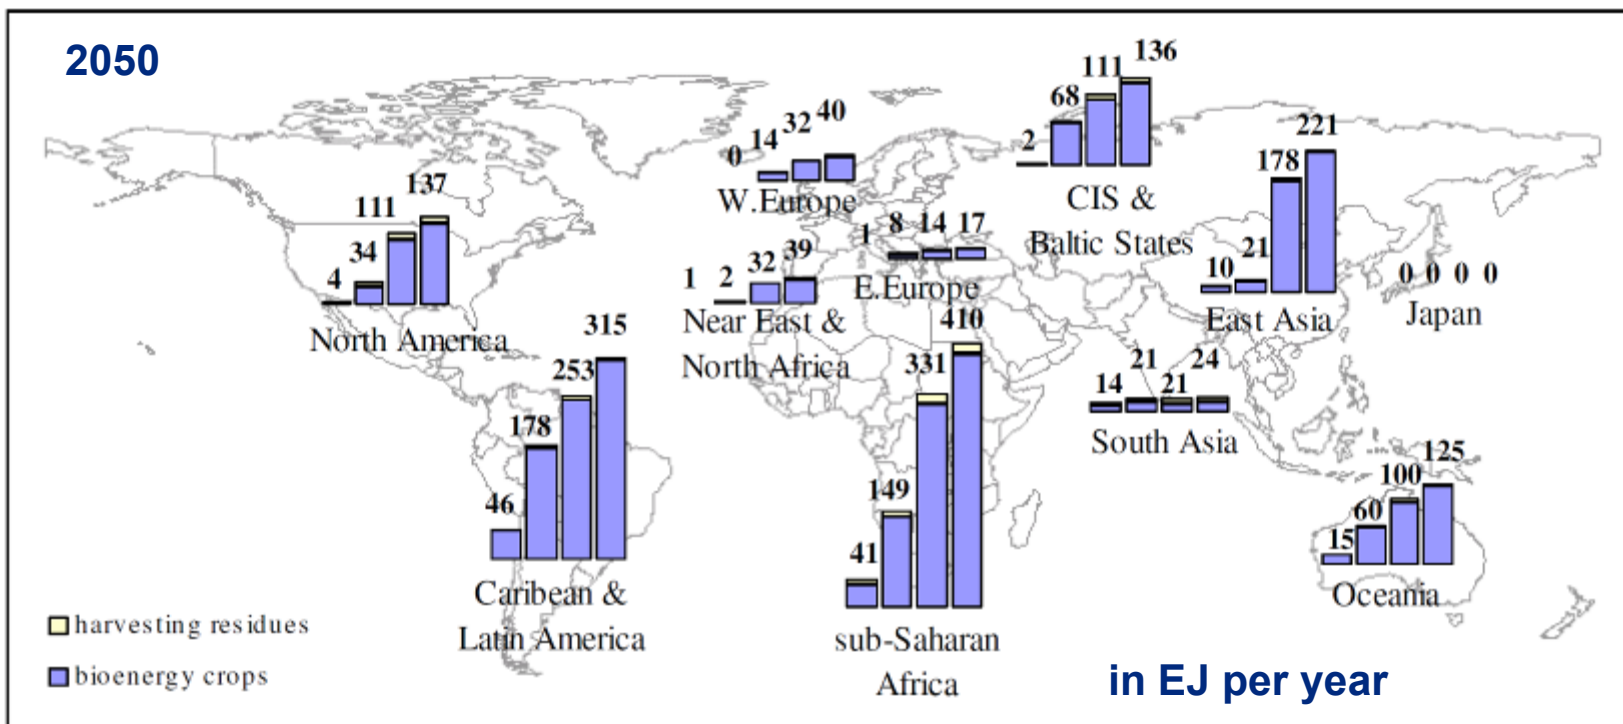 2050
136
111
68
2
0 14 32 40
W.Europe
CIS &
Baltic States
221
178
21
10
East Asia
0 0 0 0
Japan
137
111
34
4
North America
1 8 14 17
E.Europe
1 2 32 39
Near East &
North Africa
315
253
178
46
Caribean &
Latin America
410
331
149
41
sub-Saharan
Africa
14 21 21 24
South Asia
125
100
60
15
Oceania
harvesting residues
bioenergy crops
in EJ per year